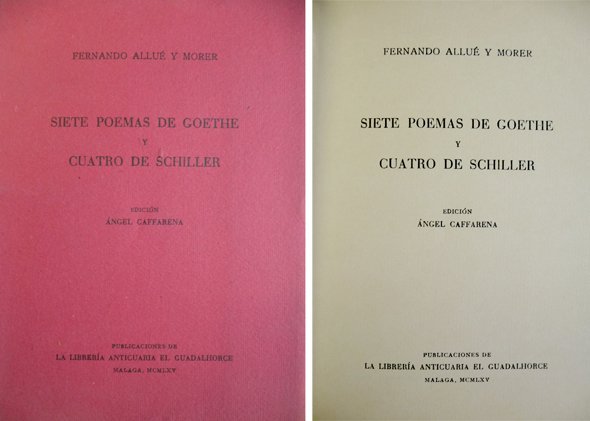 FERNANDO ALLUÉ Y MORER
SIETE POEMAS DE GOETHE
Y
CUATRO DE SCHILLER
EDICIÓN
ÁNGEL CAFFARENA
PUBLICACIONES DE
LA LIBRERÍA ANTICUARIA EL GUADALHORCE
MALAGA, MCMLXV
FERNANDO ALLUÉ Y MORER
SIETE POEMAS DE GOETHE
Y
CUATRO DE SCHILLER
EDICIÓN
ÁNGEL CAFFARENA
PUBLICACIONES DE
LA LIBRERÍA ANTICUARIA EL GUADALHORCE
MALAGA, MCMLXV